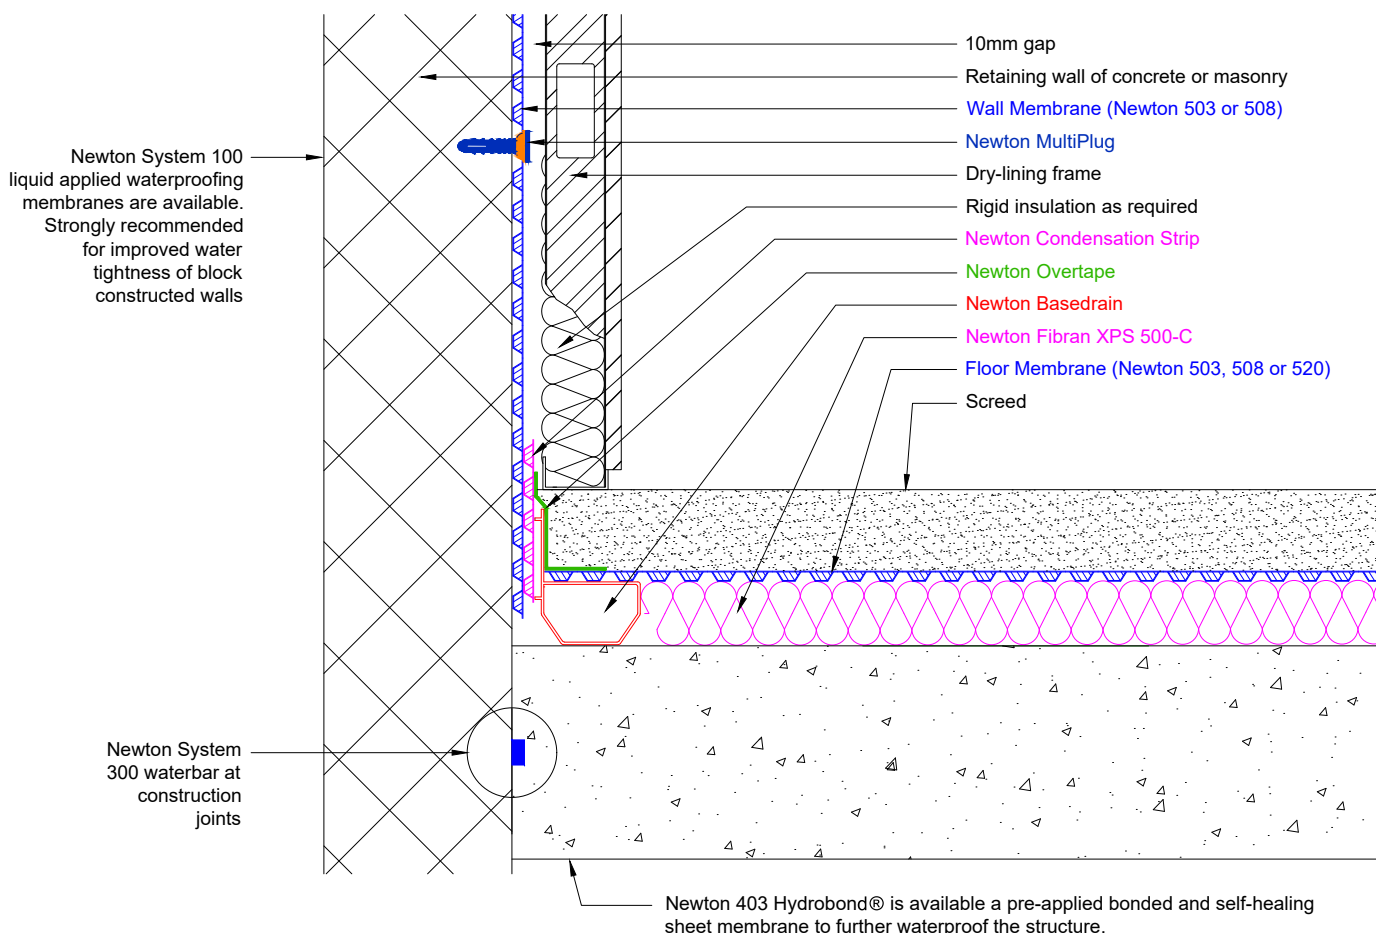 10mm gap
Retaining wall of concrete or masonry
Wall Membrane (Newton 503 or 508)
Newton MultiPlug
Dry-lining frame
Rigid insulation as required
Newton Condensation Strip
Newton Overtape
Newton Basedrain
Newton Fibran XPS 500-C
Floor Membrane (Newton 503, 508 or 520)
Screed
Newton System 100
liquid applied waterproofing
membranes are available.
Strongly recommended
for improved water
tightness of block
constructed walls
Newton System
300 waterbar at
construction
joints
Newton 403 Hydrobond® is available a pre-applied bonded and self-healing
sheet membrane to further waterproof the structure.